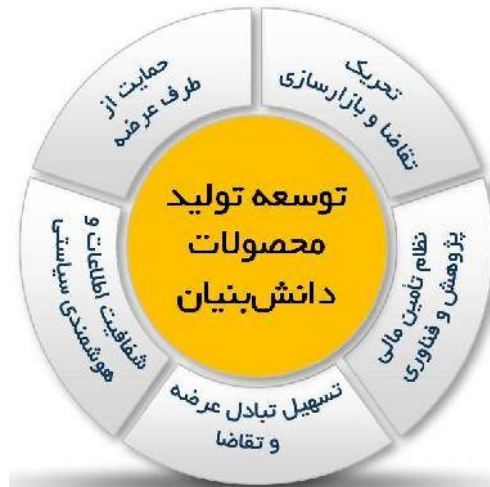 توسعه تولید
محصولات
دانش‌بنیان
تحریک
تقاضا و بازارسازی
نظام تأمین مالی
پژوهش و فناوری
تسهیل تبادل عرضه
و تقاضا
شفافیت اطلاعات و
هوشمندی سیاستی
حمایت از
طرف عرضه